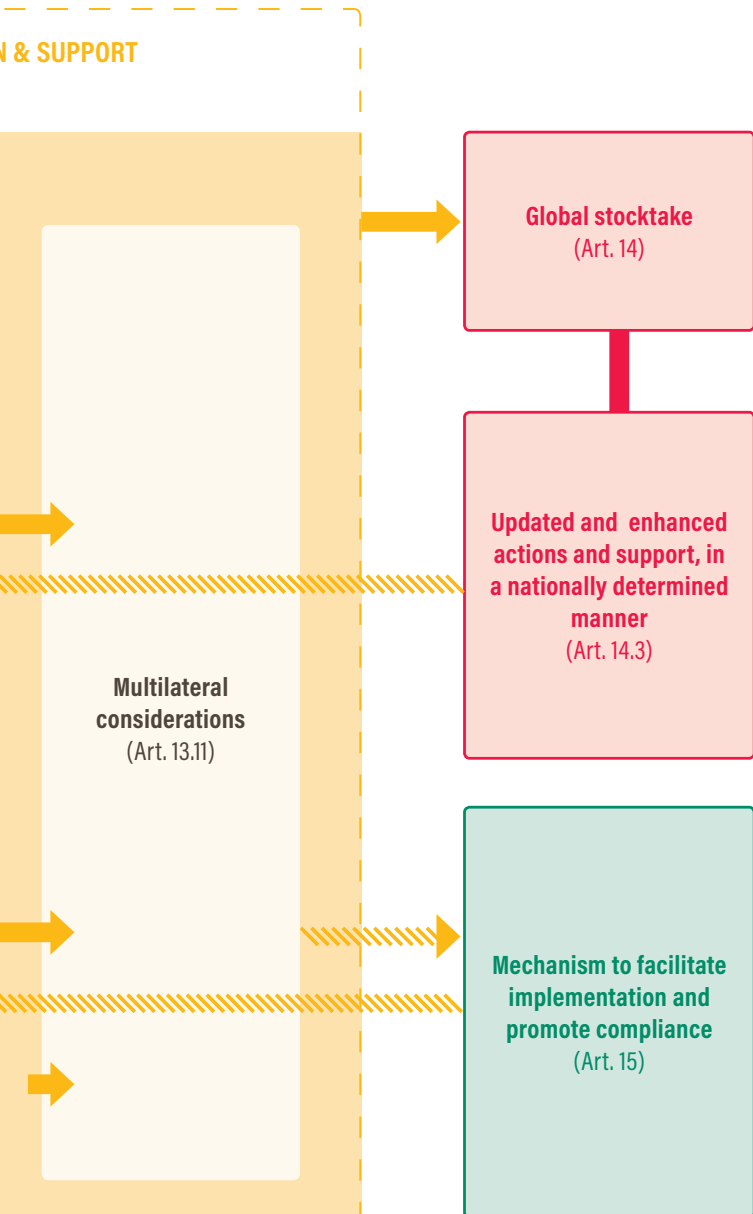 N & SUPPORT
Global stocktake
(Art. 14)
Updated and enhanced
actions and support, in
a nationally determined
manner
(Art. 14.3)
Multilateral
considerations
(Art. 13.11)
Mechanism to facilitate
implementation and
promote compliance
(Art. 15)